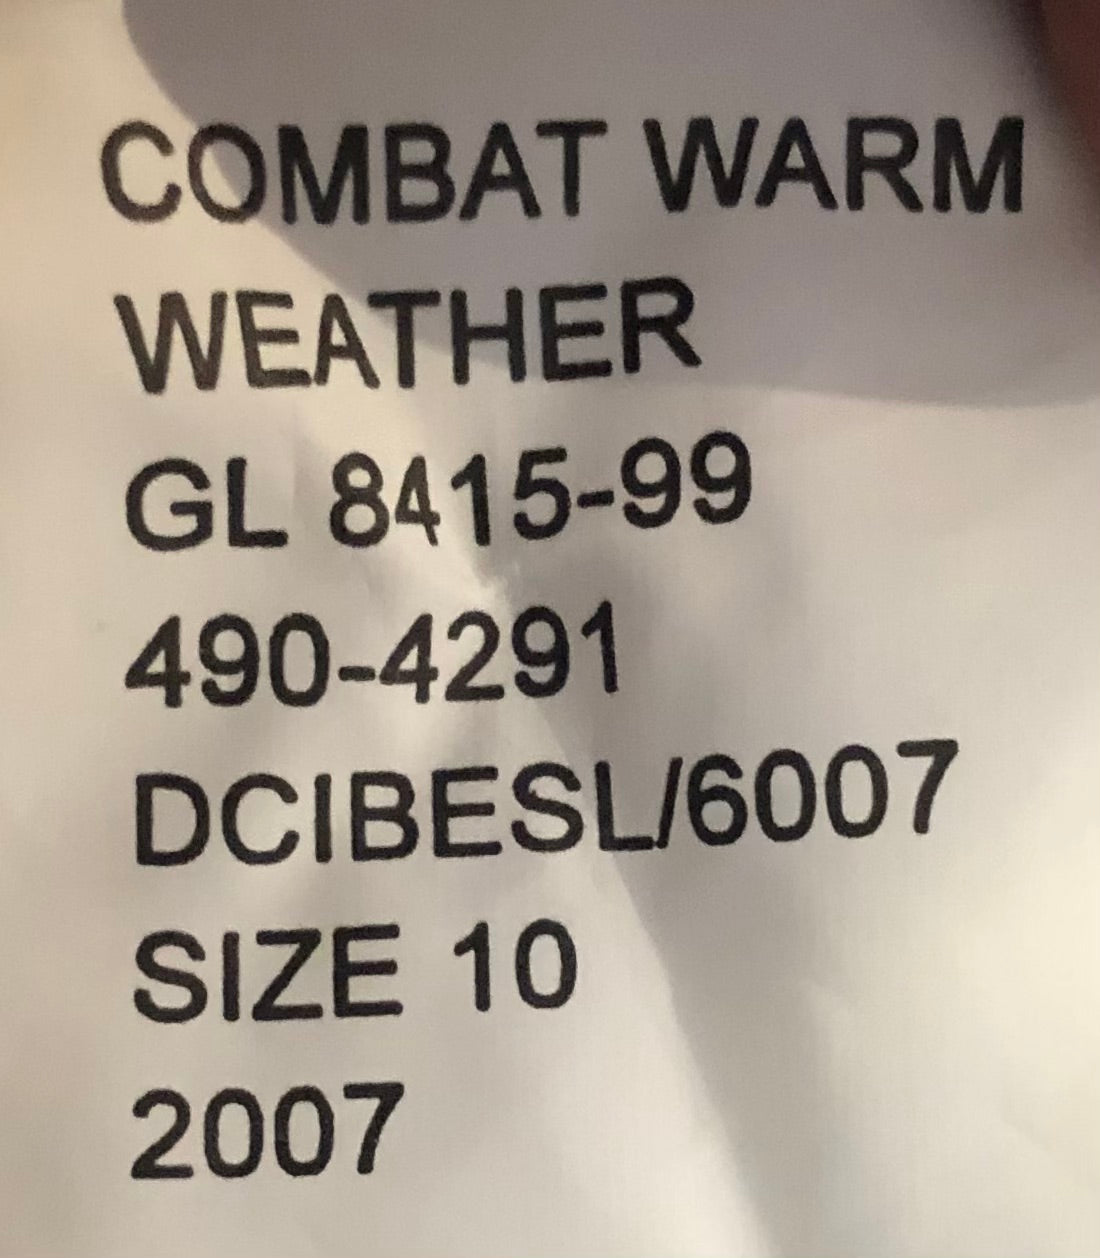 COMBAT WARM
WEATHER
GL 8415-99
490-4291
DCIBESL/6007
SIZE 10
2007